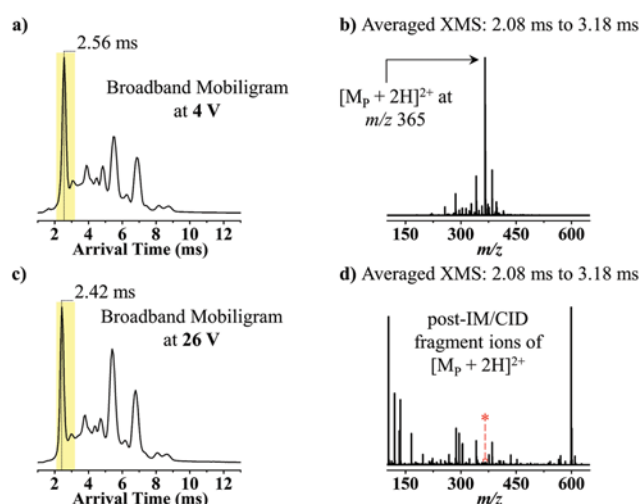 a)
2.56 ms
Broadband Mobiligram
at 4 V
2 4 6 8 10 12
Arrival Time (ms)
b) Averaged XMS: 2.08 ms to 3.18 ms
[M_P + 2H]²⁺ at
m/z 365
150 300 450 600
m/z
c)
2.42 ms
Broadband Mobiligram
at 26 V
2 4 6 8 10 12
Arrival Time (ms)
d) Averaged XMS: 2.08 ms to 3.18 ms
post-IM/CID
fragment ions of
[M_P + 2H]²⁺
*
150 300 450 600
m/z